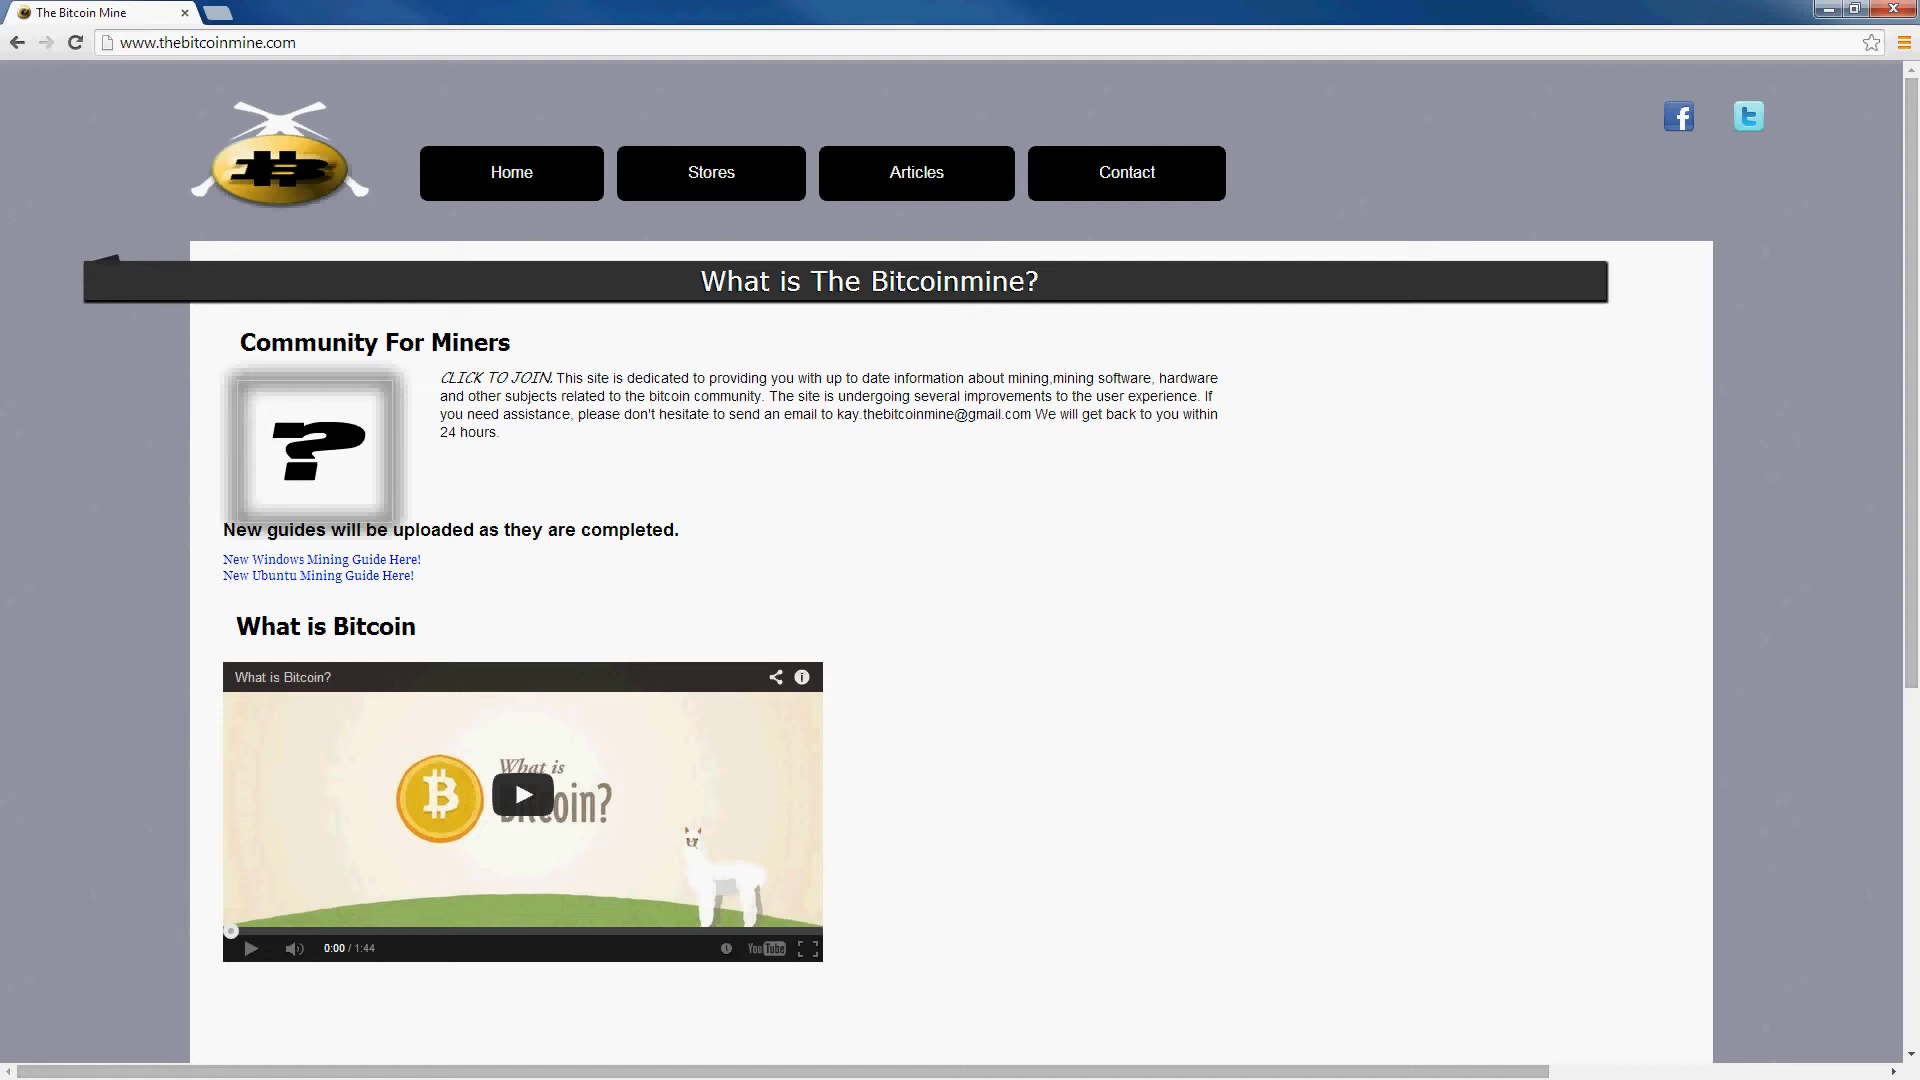 The Bitcoin Mine
www.thebitcoinmine.com
Home
Stores
Articles
Contact
What is The Bitcoinmine?
Community For Miners
CLICK TO JOIN. This site is dedicated to providing you with up to date information about mining,mining software, hardware
and other subjects related to the bitcoin community. The site is undergoing several improvements to the user experience. If
you need assistance, please don't hesitate to send an email to kay.thebitcoinmine@gmail.com We will get back to you within
24 hours.
?
New guides will be uploaded as they are completed.
New Windows Mining Guide Here!
New Ubuntu Mining Guide Here!
What is Bitcoin
What is Bitcoin?
What is
Bitcoin?
0:00 / 1:44
YouTube